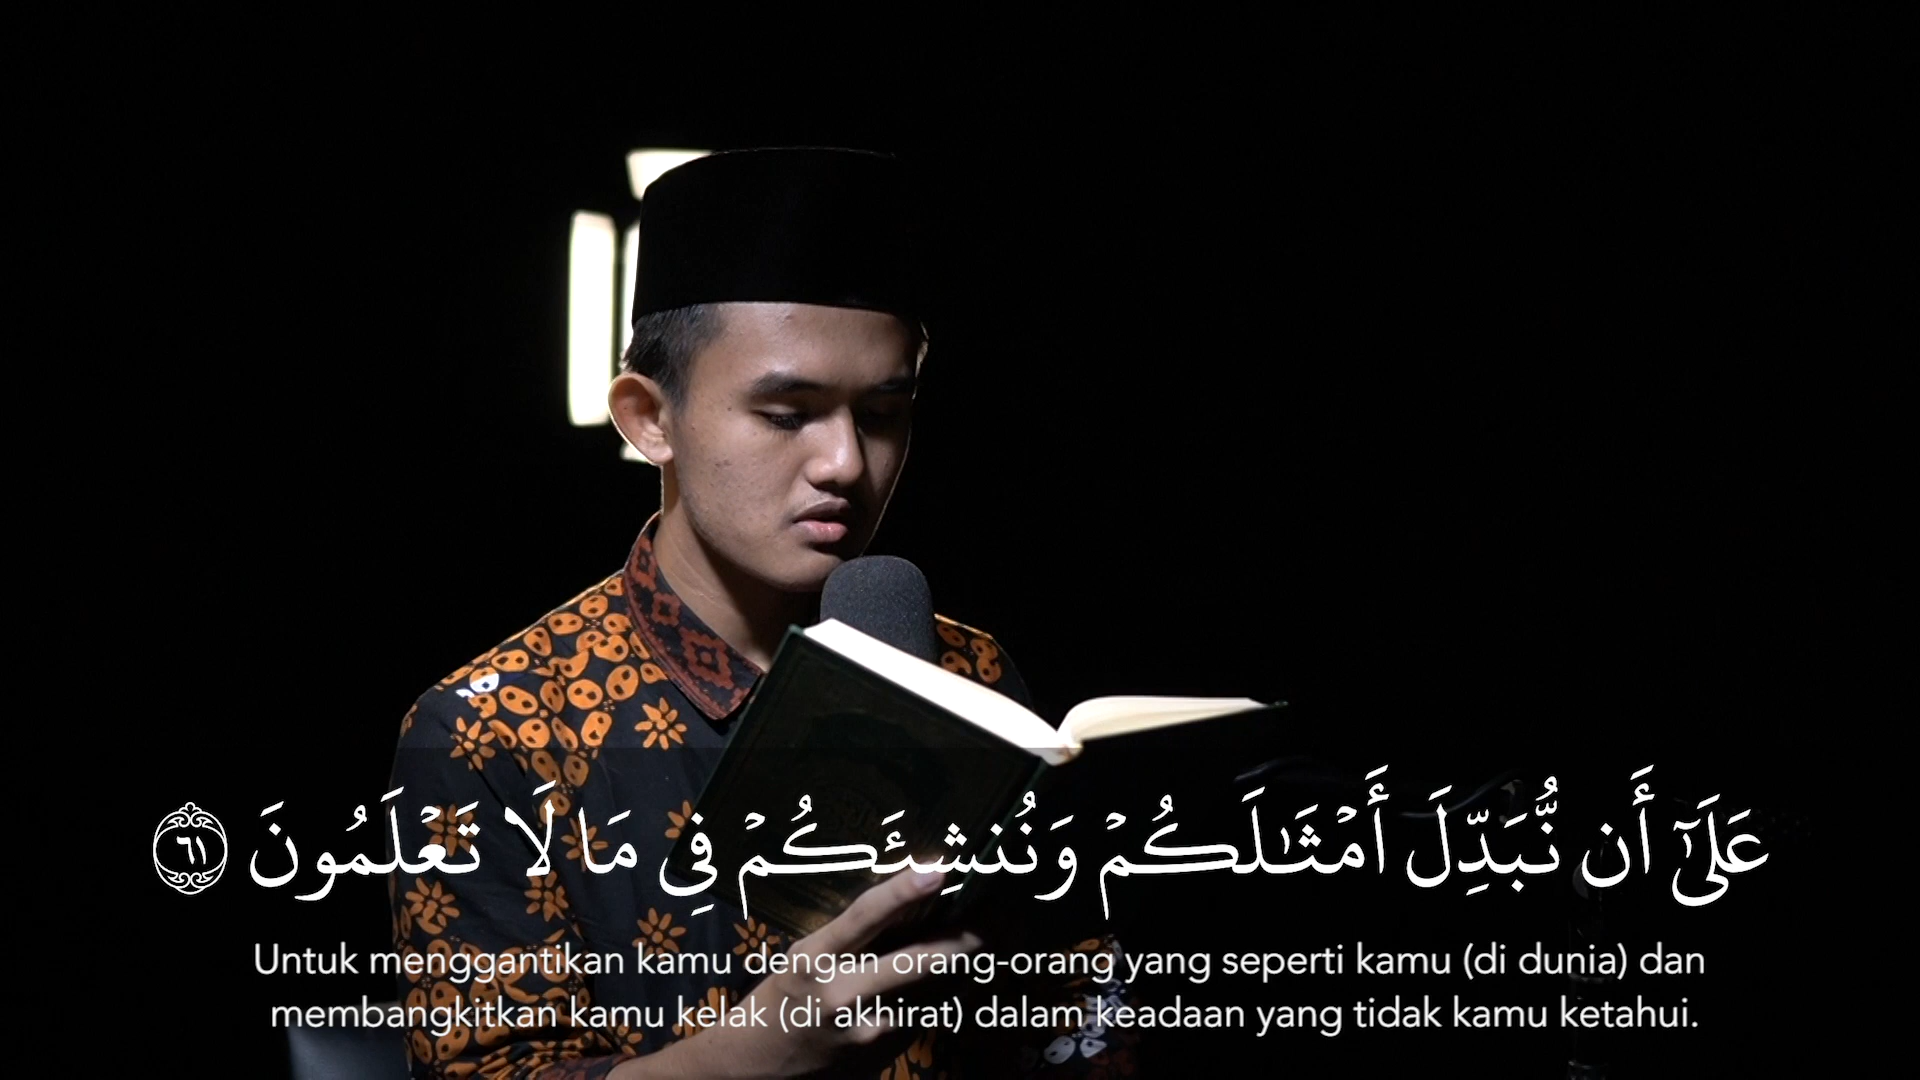 عَلَىٰٓ أَن نُّبَدِّلَ أَمْثَٰلَكُمْ وَنُنشِئَكُمْ فِى مَا لَا تَعْلَمُونَ ٦١
Untuk menggantikan kamu dengan orang-orang yang seperti kamu (di dunia) dan
membangkitkan kamu kelak (di akhirat) dalam keadaan yang tidak kamu ketahui.